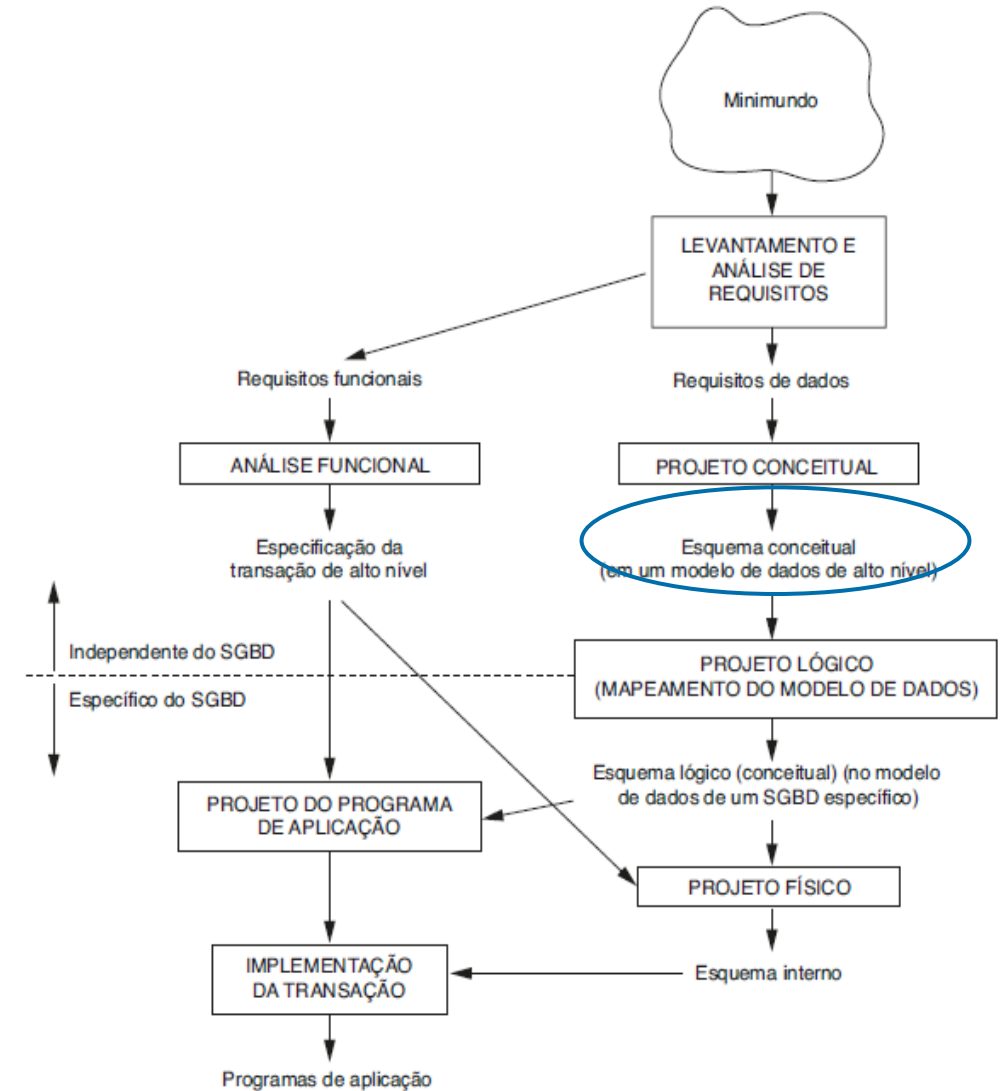 Minimundo
LEVANTAMENTO E
ANÁLISE DE
REQUISITOS
Requisitos funcionais
Requisitos de dados
ANÁLISE FUNCIONAL
PROJETO CONCEITUAL
Especificação da
transação de alto nível
Esquema conceitual
(em um modelo de dados de alto nível)
Independente do SGBD
Específico do SGBD
PROJETO LÓGICO
(MAPEAMENTO DO MODELO DE DADOS)
Esquema lógico (conceitual) (no modelo
de dados de um SGBD específico)
PROJETO DO PROGRAMA
DE APLICAÇÃO
PROJETO FÍSICO
IMPLEMENTAÇÃO
DA TRANSAÇÃO
Esquema interno
Programas de aplicação